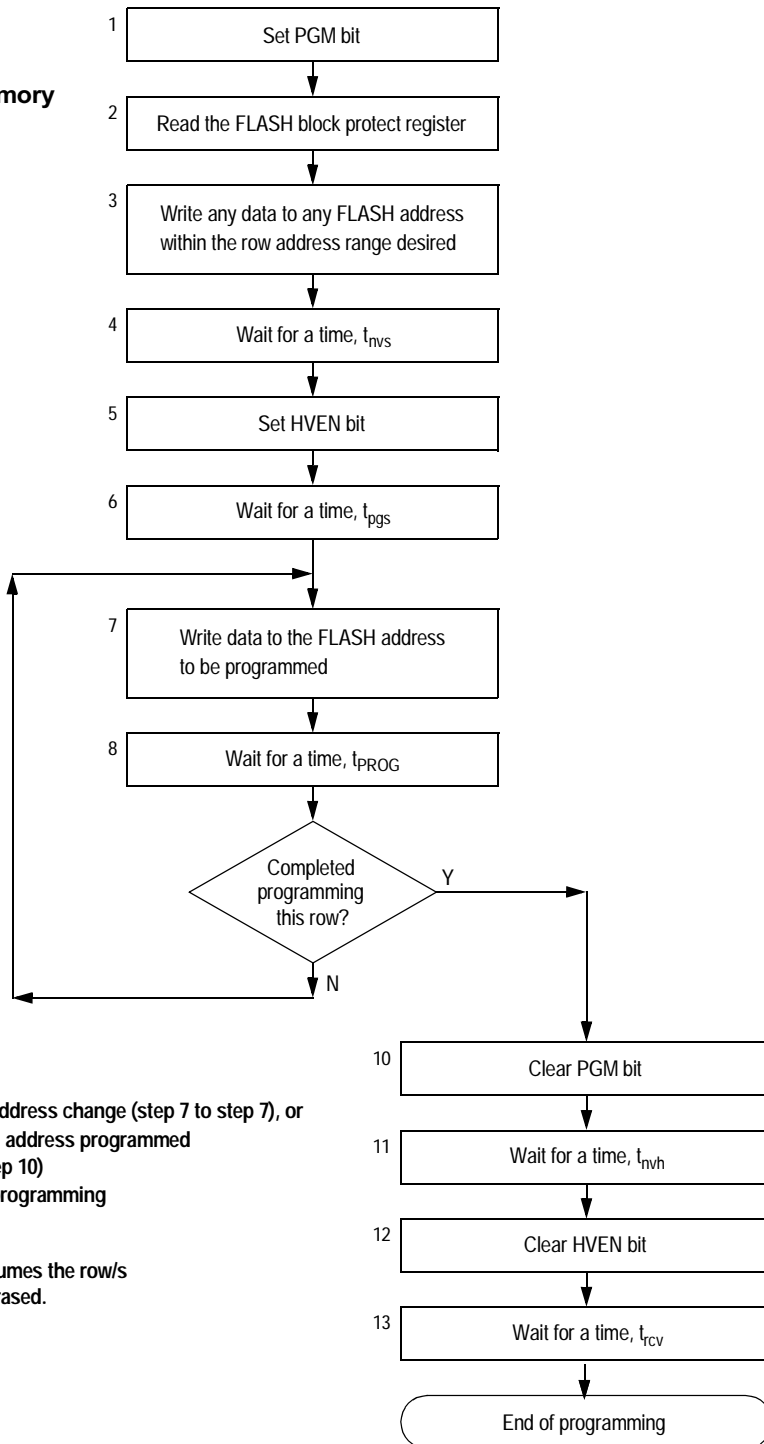 1
Set PGM bit
mory
2
Read the FLASH block protect register
3
Write any data to any FLASH address
within the row address range desired
4
Wait for a time, tnvs
5
Set HVEN bit
6
Wait for a time, tpgs
7
Write data to the FLASH address
to be programmed
8
Wait for a time, tPROG
Completed
programming
this row?
Y
N
10
Clear PGM bit
ddress change (step 7 to step 7), or
address programmed
ep 10)
rogramming
11
Wait for a time, tnvh
12
Clear HVEN bit
umes the row/s
ased.
13
Wait for a time, trcv
End of programming